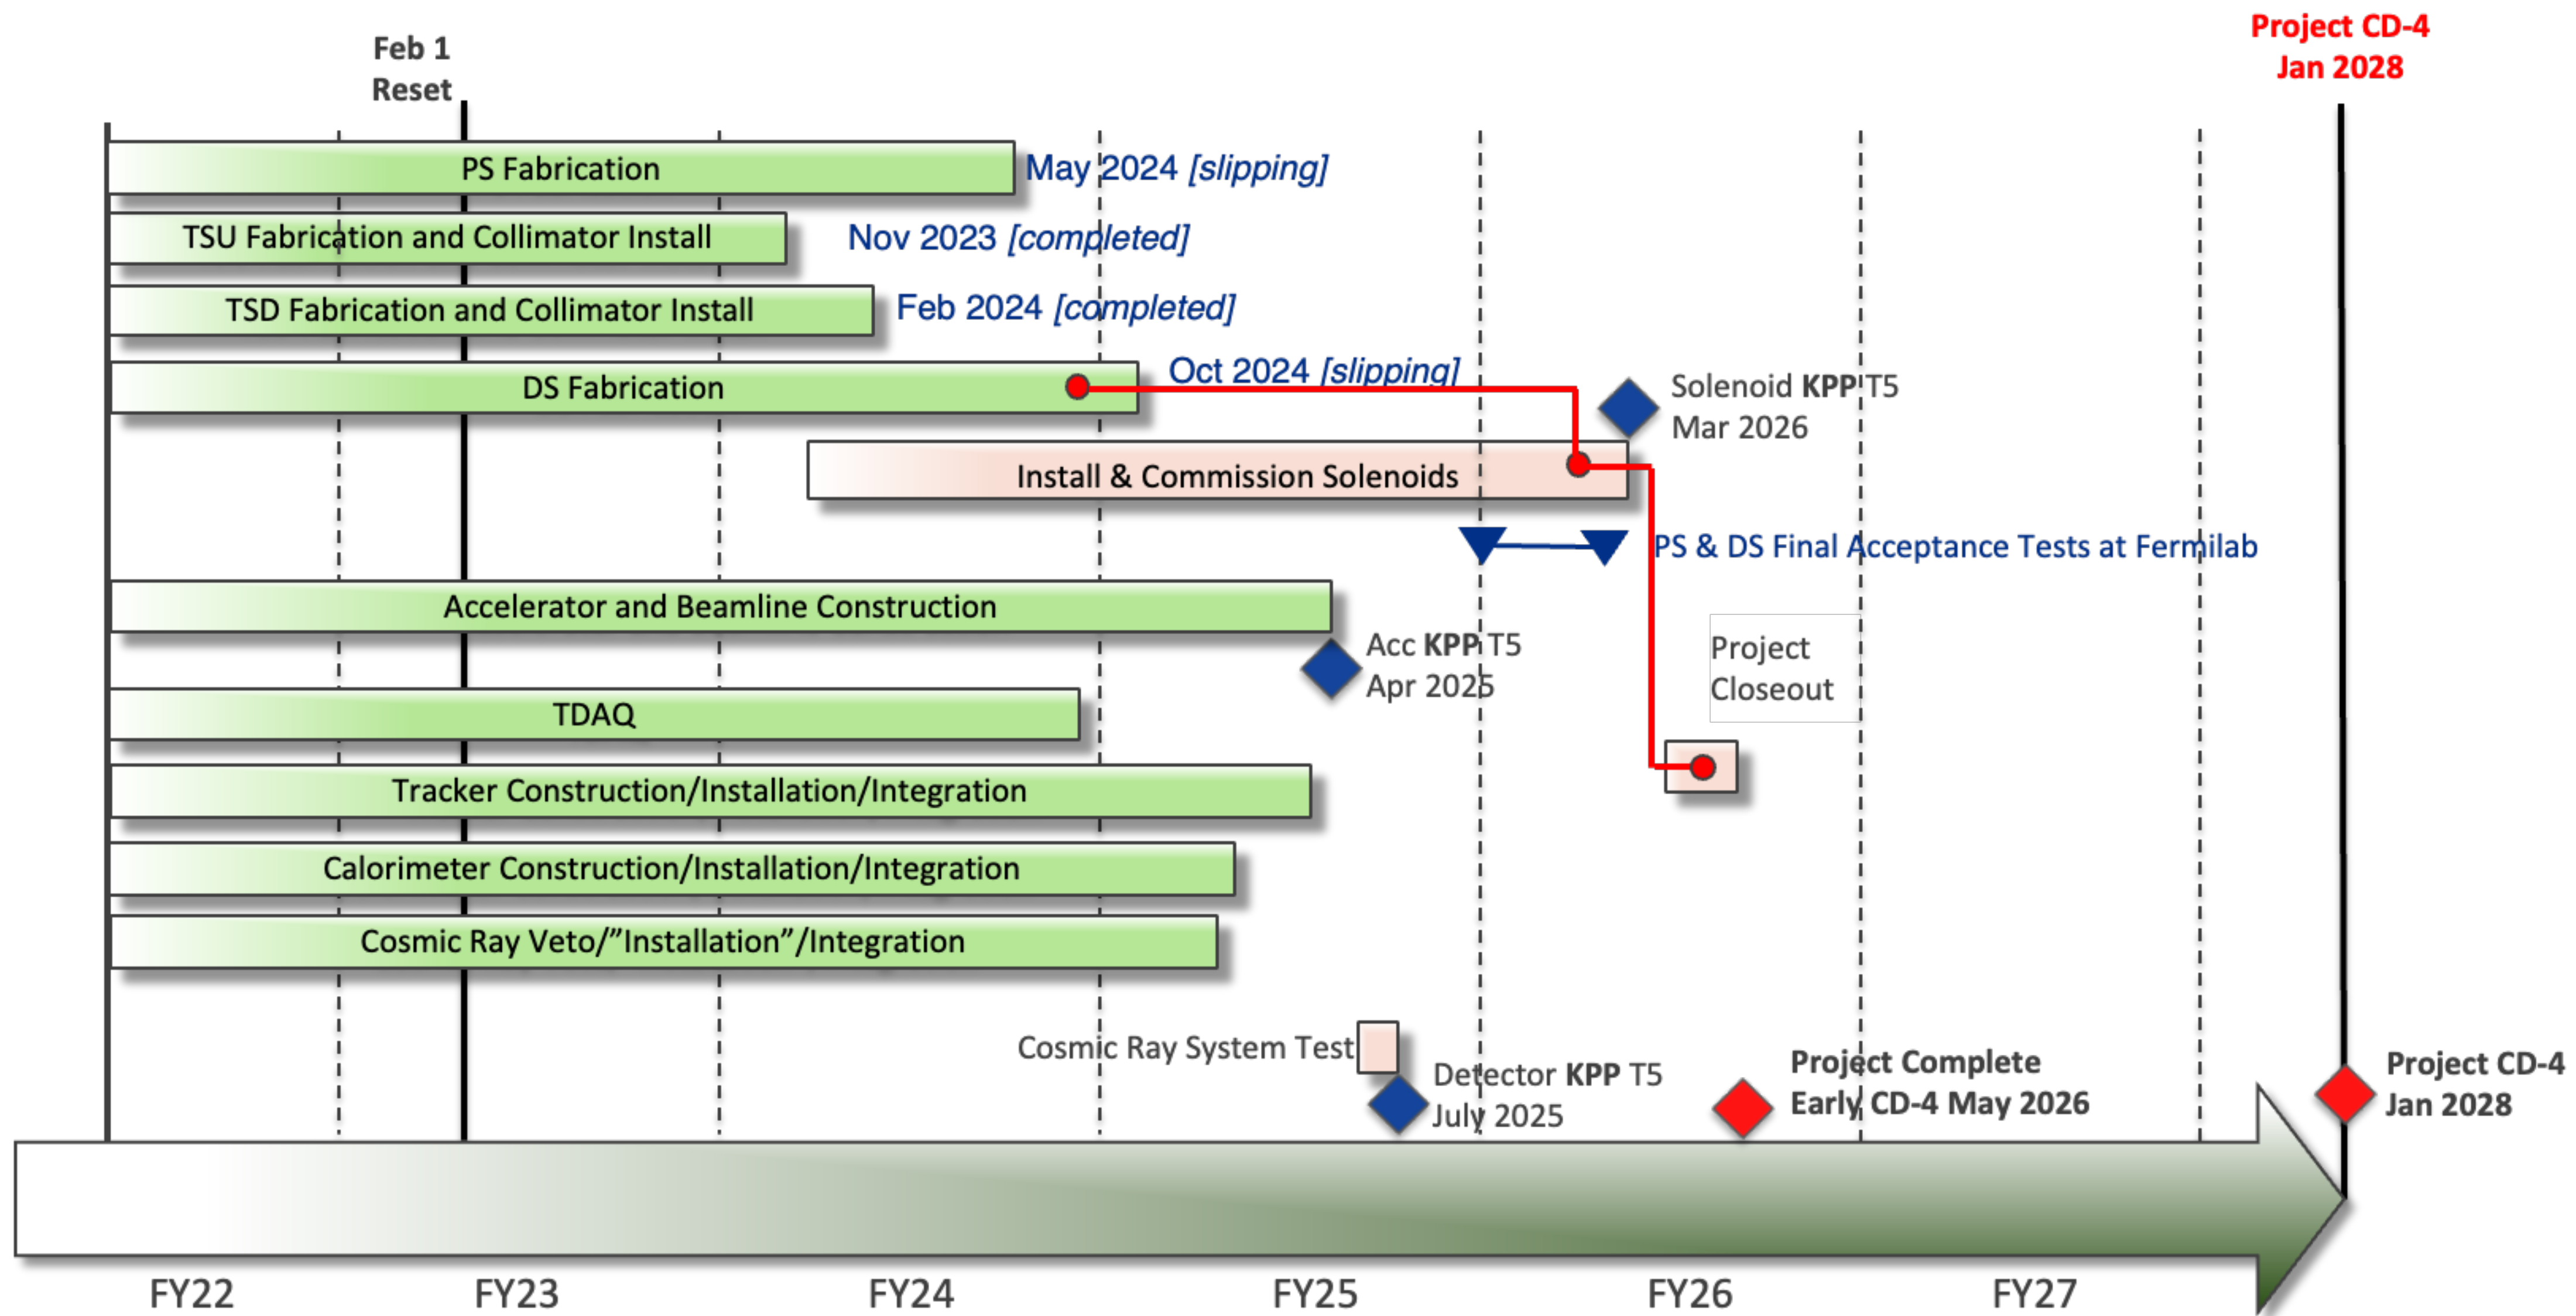 Feb 1
Reset
Project CD-4
Jan 2028
PS Fabrication
May 2024 [slipping]
TSU Fabrication and Collimator Install
Nov 2023 [completed]
TSD Fabrication and Collimator Install
Feb 2024 [completed]
DS Fabrication
Oct 2024 [slipping]
Solenoid KPP T5
Mar 2026
Install & Commission Solenoids
PS & DS Final Acceptance Tests at Fermilab
Accelerator and Beamline Construction
Acc KPP T5
Apr 2025
Project
Closeout
TDAQ
Tracker Construction/Installation/Integration
Calorimeter Construction/Installation/Integration
Cosmic Ray Veto/”Installation”/Integration
Cosmic Ray System Test
Detector KPP T5
July 2025
Project Complete
Early CD-4 May 2026
Project CD-4
Jan 2028
FY22
FY23
FY24
FY25
FY26
FY27